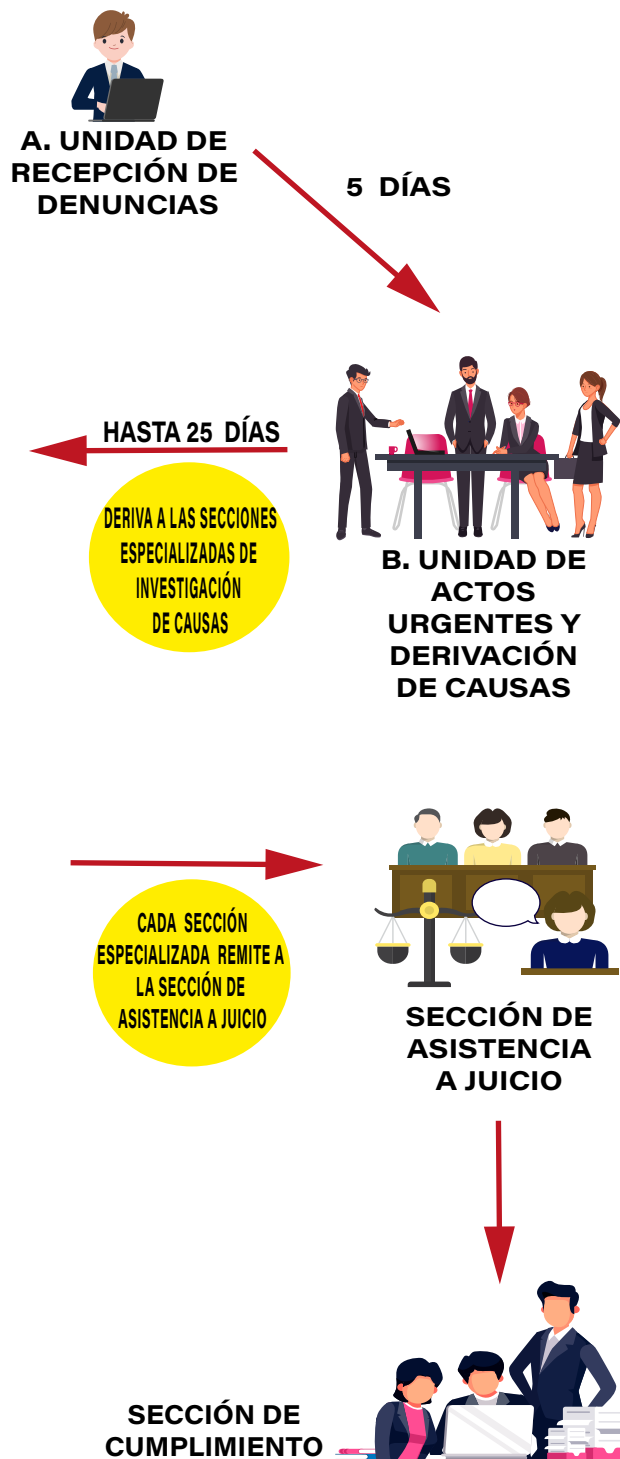 A. UNIDAD DE
RECEPCIÓN DE
DENUNCIAS
5 DÍAS
HASTA 25 DÍAS
DERIVA A LAS SECCIONES
ESPECIALIZADAS DE
INVESTIGACIÓN
DE CAUSAS
B. UNIDAD DE
ACTOS
URGENTES Y
DERIVACIÓN
DE CAUSAS
CADA SECCIÓN
ESPECIALIZADA REMITE A
LA SECCIÓN DE
ASISTENCIA A JUICIO
SECCIÓN DE
ASISTENCIA
A JUICIO
SECCIÓN DE
CUMPLIMIENTO